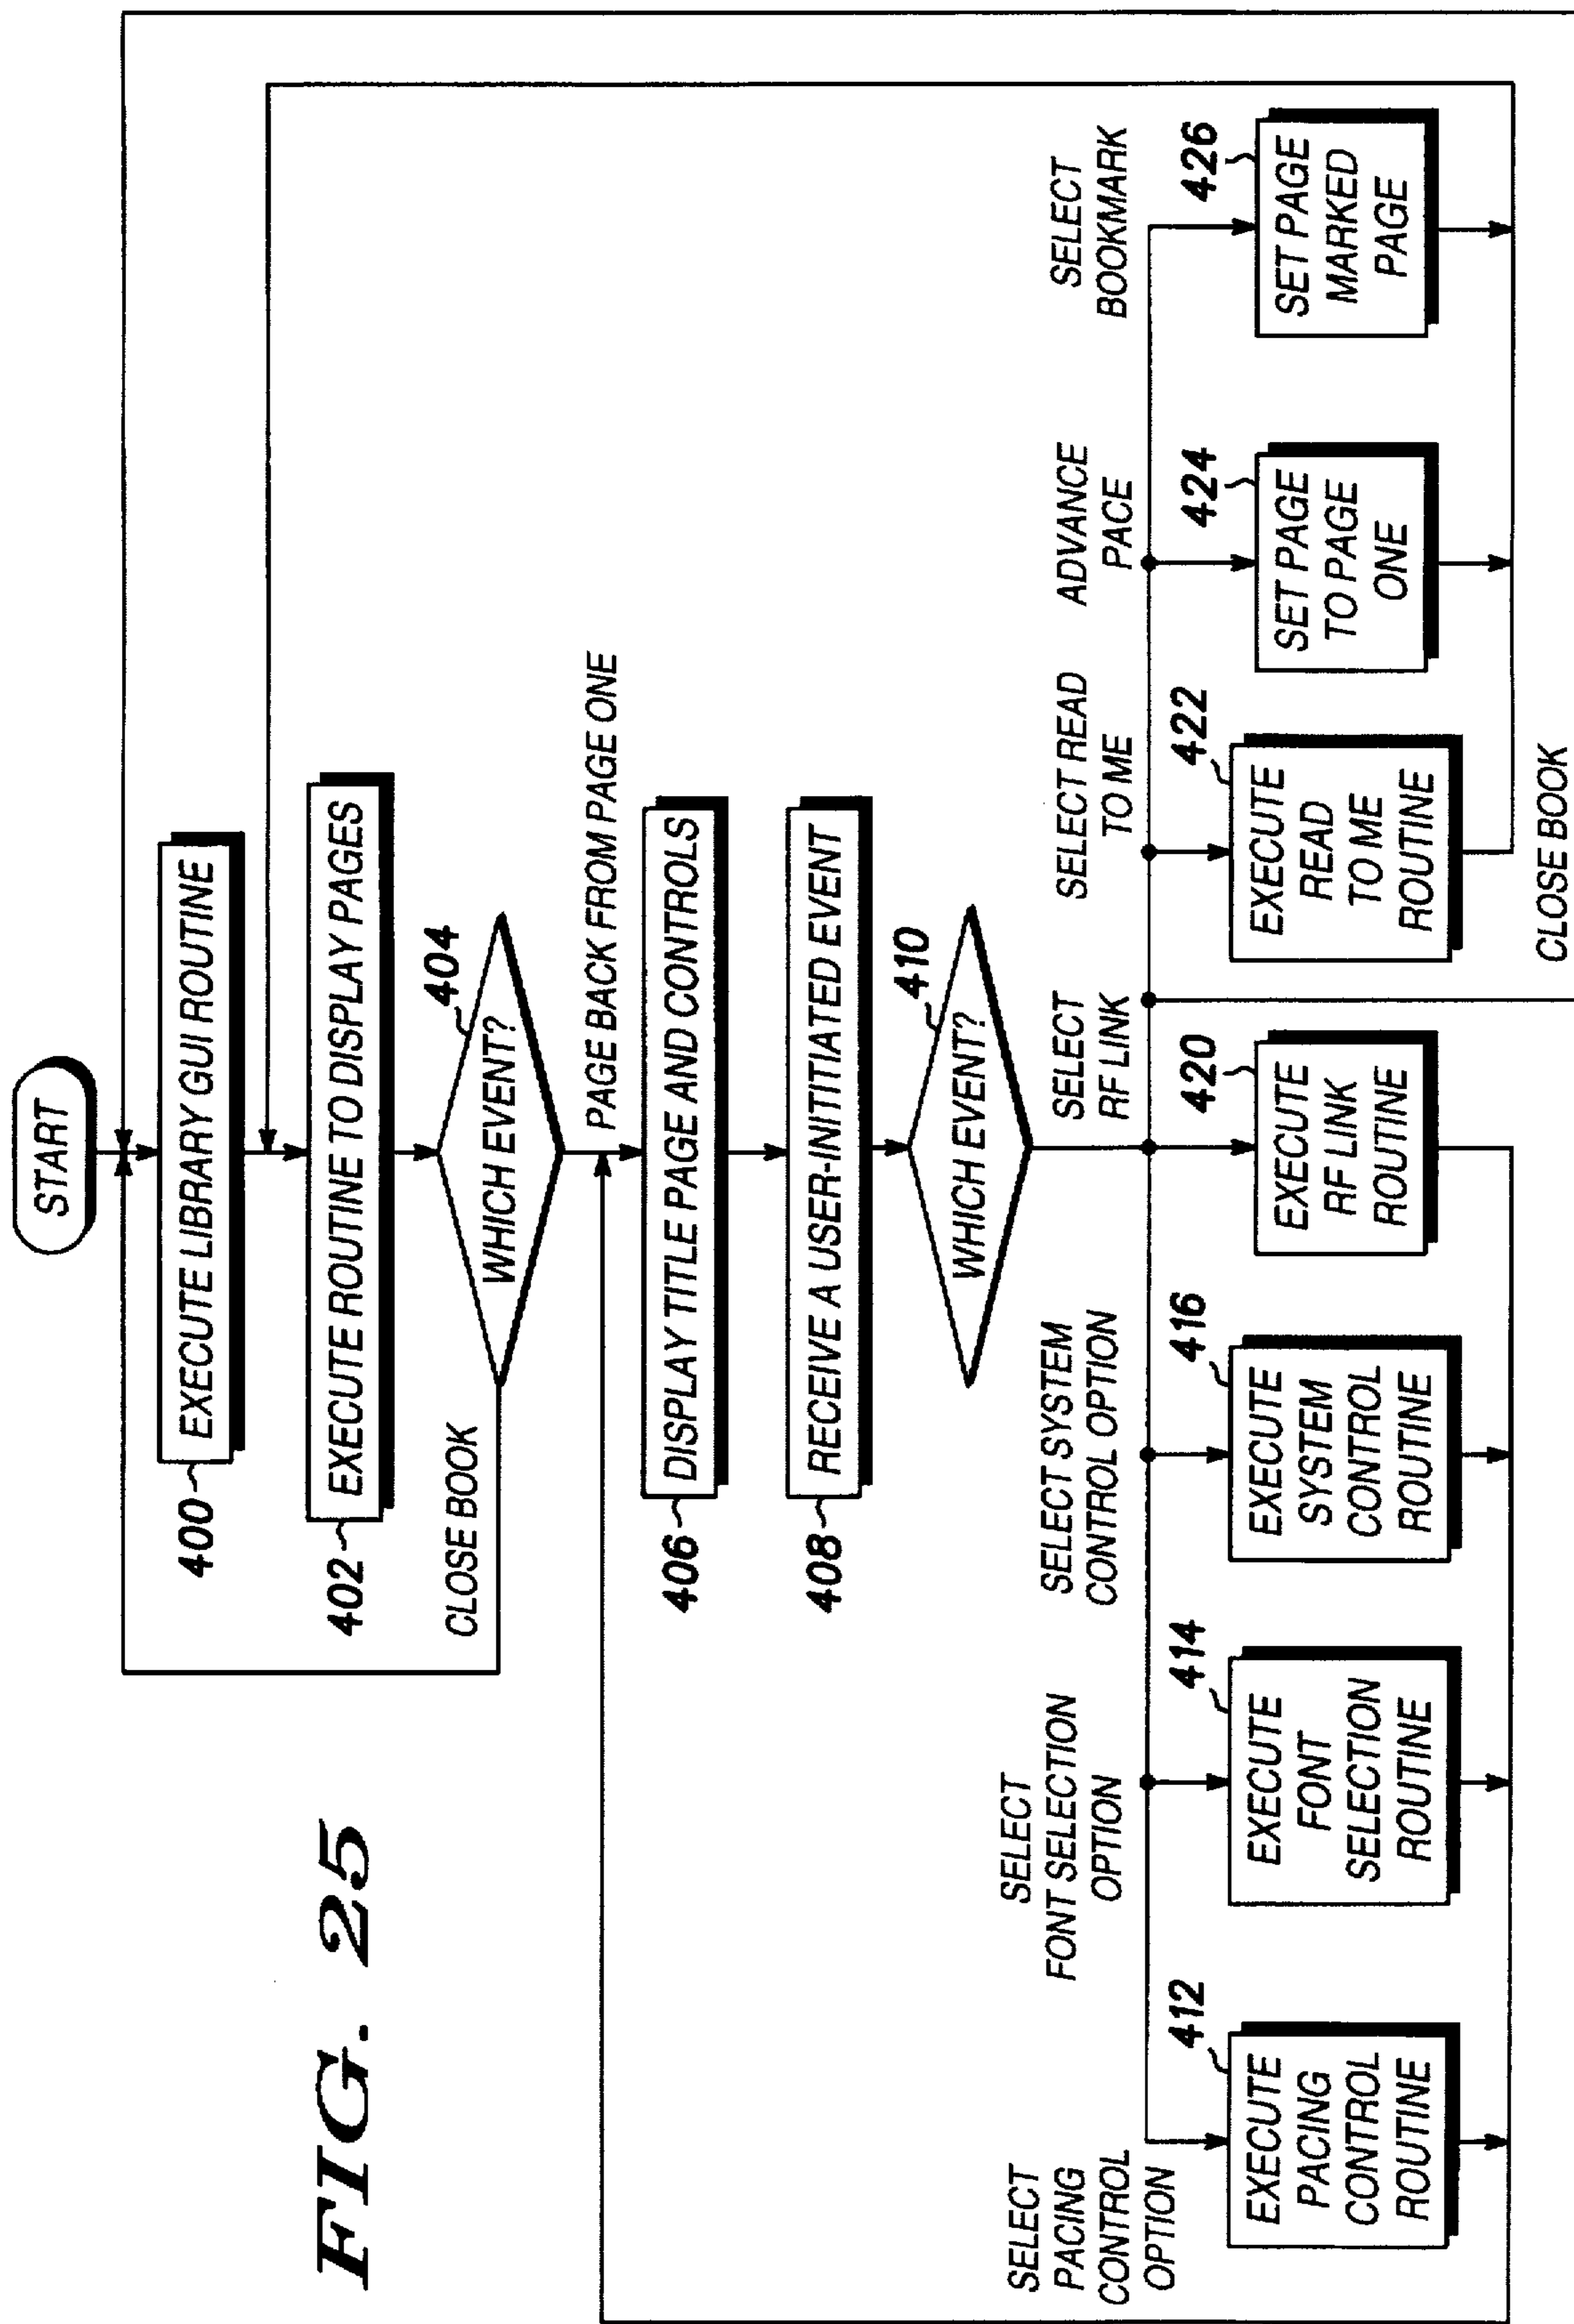 FIG. 25
START
400
EXECUTE LIBRARY GUI ROUTINE
402
EXECUTE ROUTINE TO DISPLAY PAGES
404
WHICH EVENT?
CLOSE BOOK
PAGE BACK FROM PAGE ONE
406
DISPLAY TITLE PAGE AND CONTROLS
408
RECEIVE A USER-INITITIATED EVENT
410
WHICH EVENT?
SELECT
PACING
CONTROL
OPTION
412
EXECUTE
PACING
CONTROL
ROUTINE
SELECT
FONT SELECTION
OPTION
414
EXECUTE
FONT
SELECTION
ROUTINE
SELECT SYSTEM
CONTROL OPTION
416
EXECUTE
SYSTEM
CONTROL
ROUTINE
SELECT
RF LINK
420
EXECUTE
RF LINK
ROUTINE
SELECT READ
TO ME
422
EXECUTE
READ
TO ME
ROUTINE
ADVANCE
PACE
424
SET PAGE
TO PAGE
ONE
SELECT
BOOKMARK
426
SET PAGE
MARKED
PAGE
CLOSE BOOK